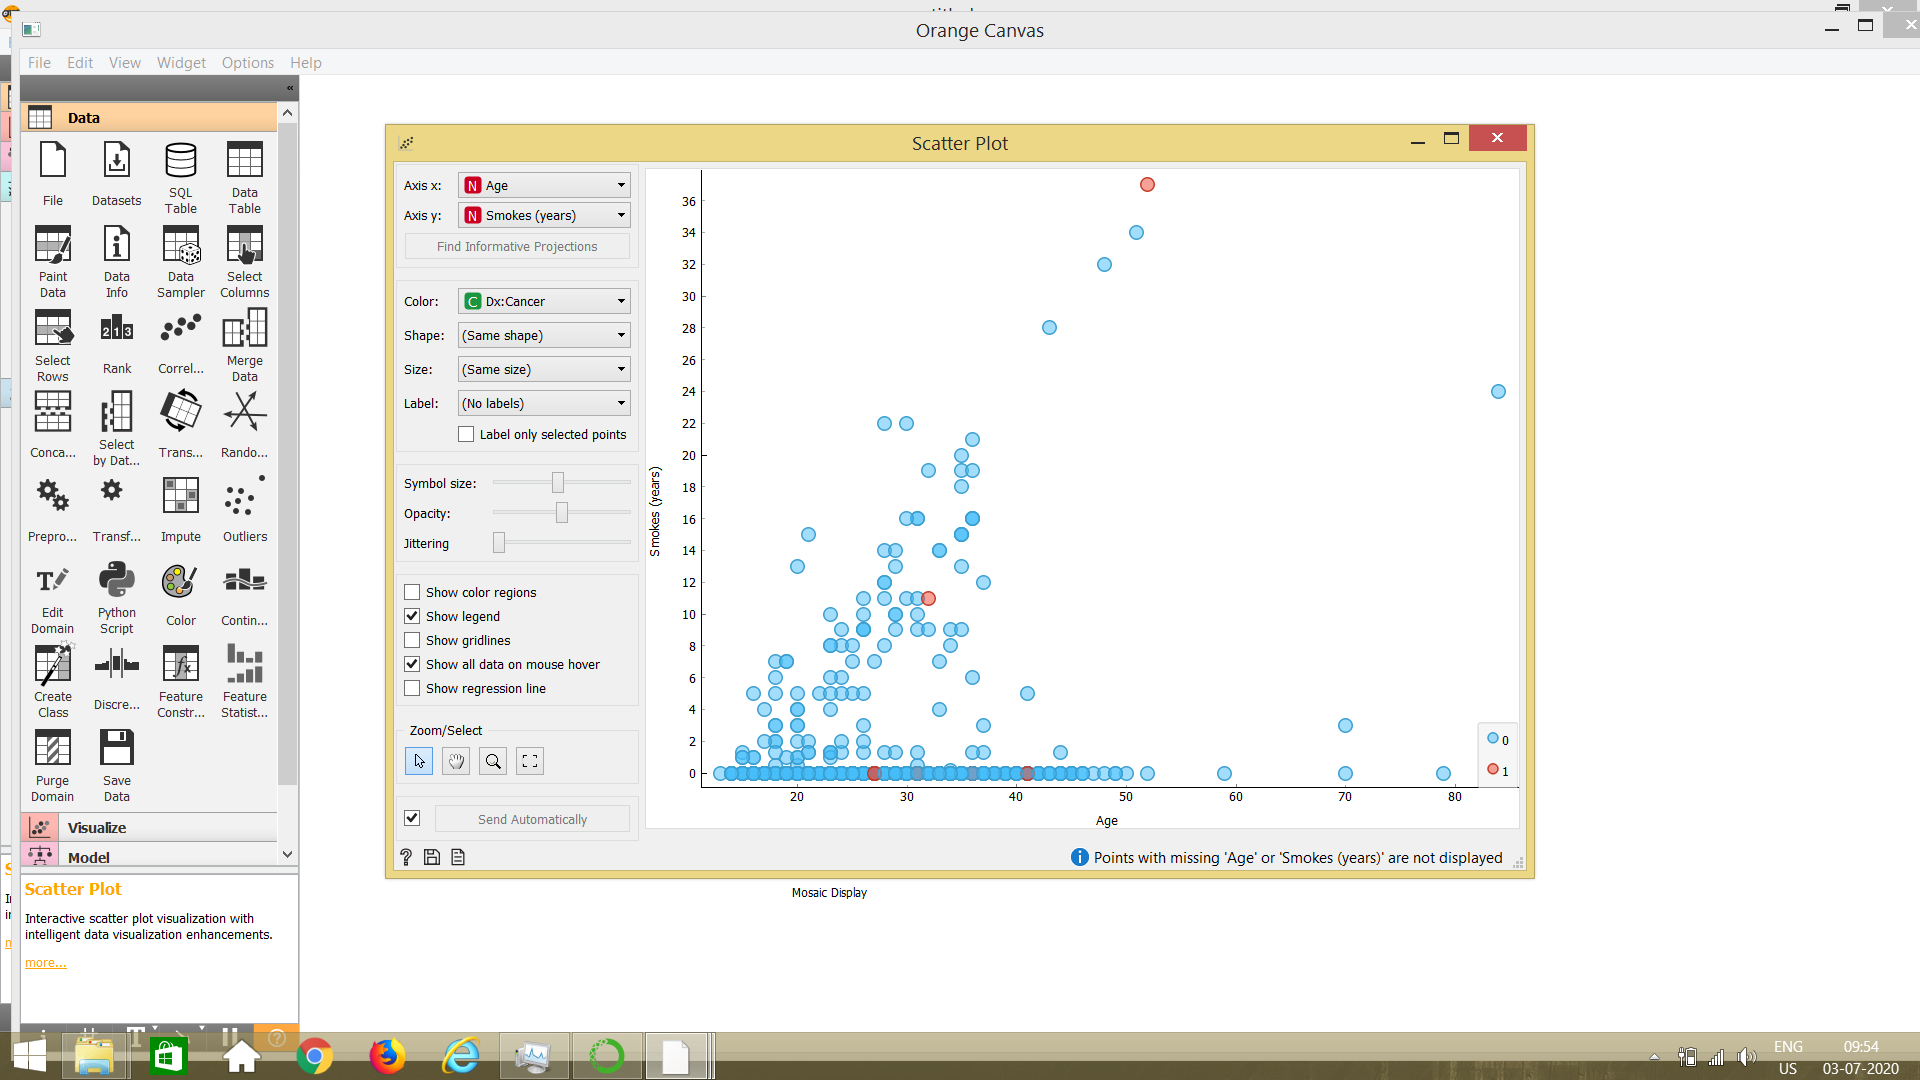 Orange Canvas
File Edit View Widget Options Help
Data
File
Datasets
SQL
Table
Data
Table
Paint
Data
Data
Info
Data
Sampler
Select
Columns
Select
Rows
Rank
Correl...
Merge
Data
Conca...
Select
by Dat...
Trans...
Rando...
Prepro...
Transf...
Impute
Outliers
Edit
Domain
Python
Script
Color
Contin...
Create
Class
Discre...
Feature
Constr...
Feature
Statist...
Purge
Domain
Save
Data
Visualize
Model
Scatter Plot
Interactive scatter plot visualization with
intelligent data visualization enhancements.
more...
Scatter Plot
Axis x: N Age
Axis y: N Smokes (years)
Find Informative Projections
Color: C Dx:Cancer
Shape: (Same shape)
Size: (Same size)
Label: (No labels)
Label only selected points
Symbol size:
Opacity:
Jittering
Show color regions
Show legend
Show gridlines
Show all data on mouse hover
Show regression line
Zoom/Select
Send Automatically
Smokes (years)
36
34
32
30
28
26
24
22
20
18
16
14
12
10
8
6
4
2
0
20 30 40 50 60 70 80
Age
0
1
Points with missing 'Age' or 'Smokes (years)' are not displayed
Mosaic Display
ENG
US
09:54
03-07-2020